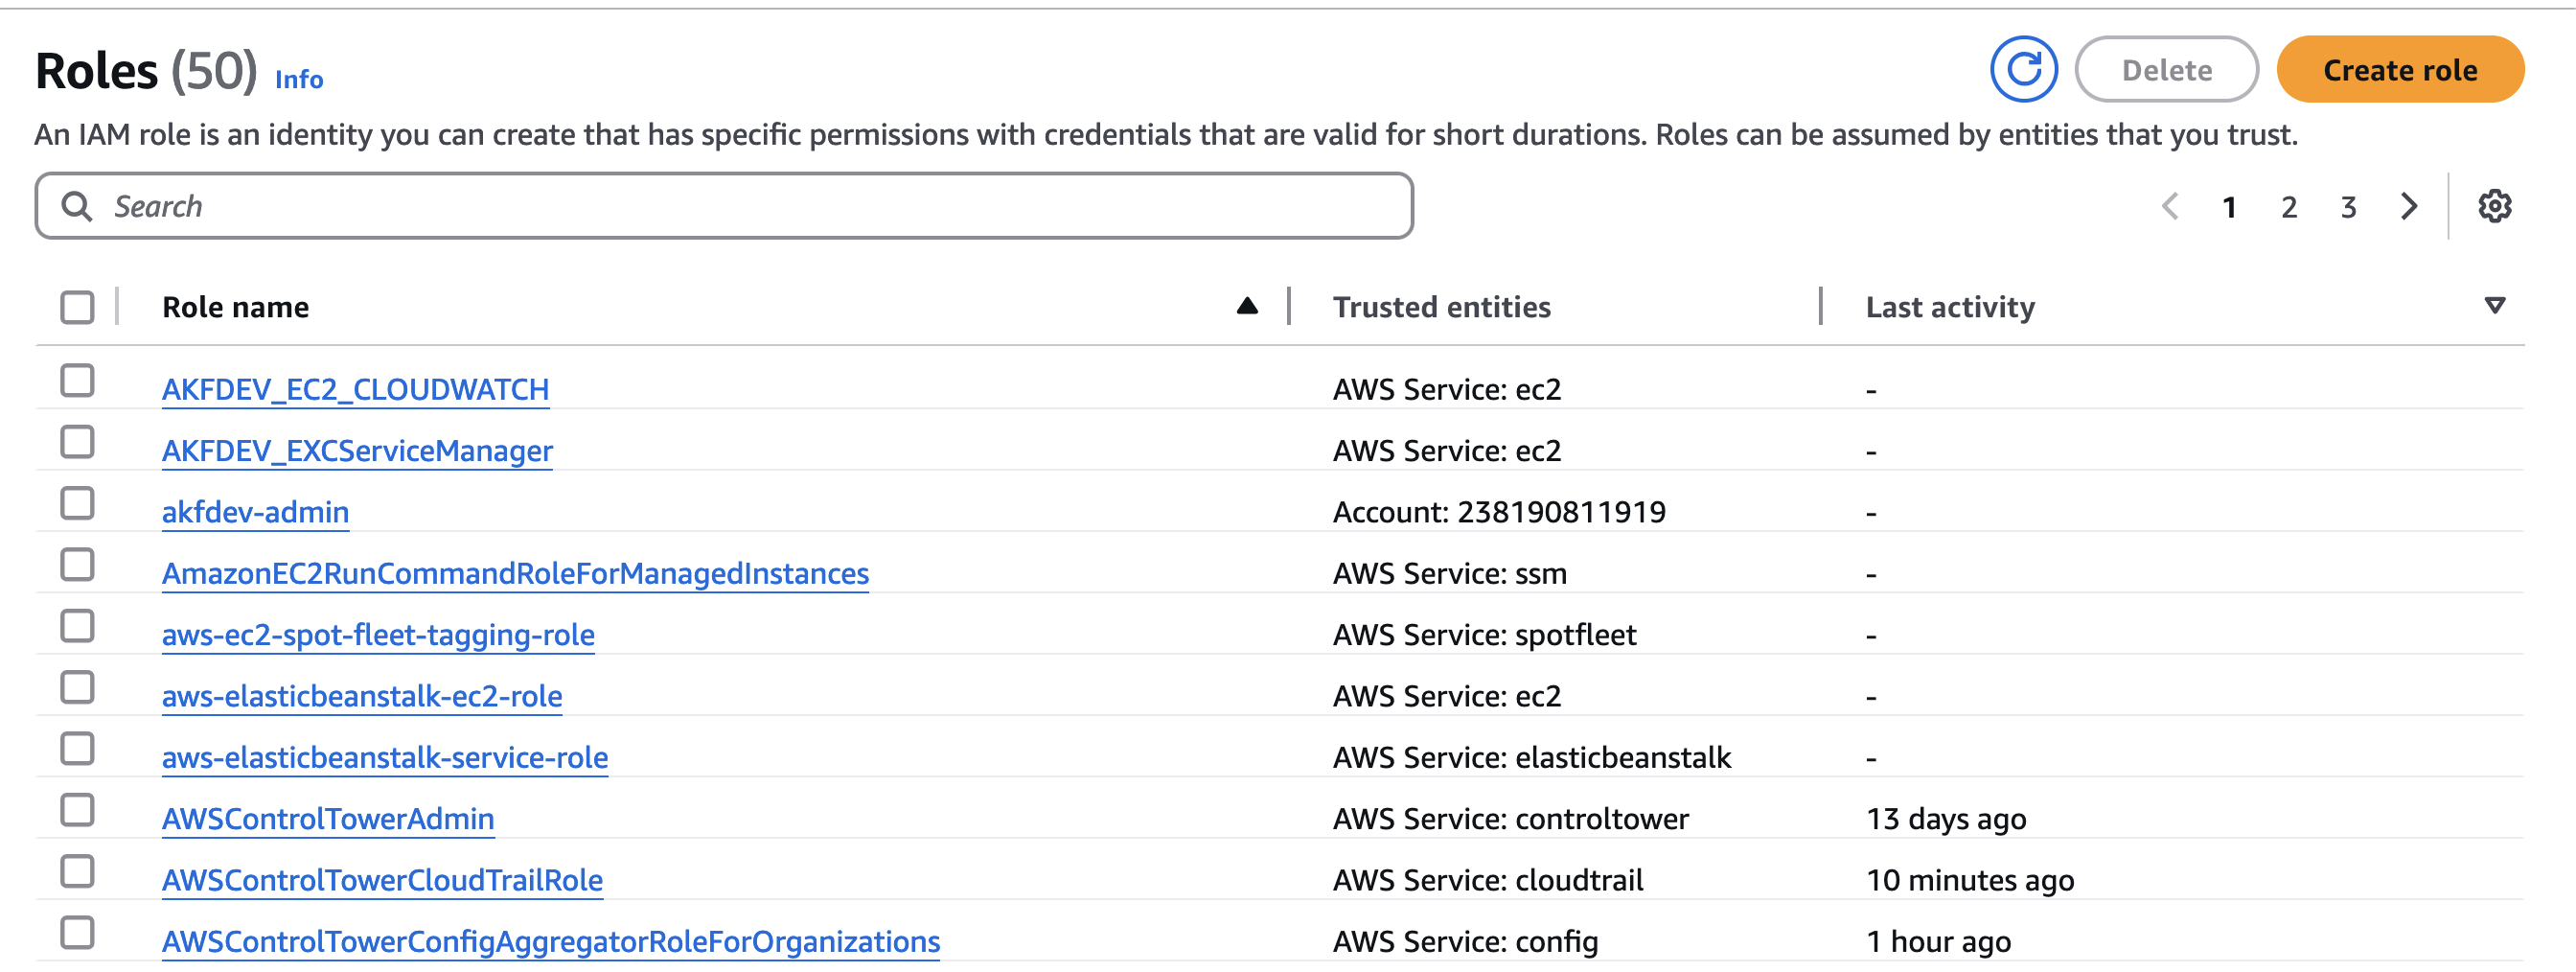 Roles (50) Info
Delete
Create role
An IAM role is an identity you can create that has specific permissions with credentials that are valid for short durations. Roles can be assumed by entities that you trust.
Search
1 2 3
Role name Trusted entities Last activity
AKFDEV_EC2_CLOUDWATCH AWS Service: ec2 -
AKFDEV_EXCServiceManager AWS Service: ec2 -
akfdev-admin Account: 238190811919 -
AmazonEC2RunCommandRoleForManagedInstances AWS Service: ssm -
aws-ec2-spot-fleet-tagging-role AWS Service: spotfleet -
aws-elasticbeanstalk-ec2-role AWS Service: ec2 -
aws-elasticbeanstalk-service-role AWS Service: elasticbeanstalk -
AWSControlTowerAdmin AWS Service: controltower 13 days ago
AWSControlTowerCloudTrailRole AWS Service: cloudtrail 10 minutes ago
AWSControlTowerConfigAggregatorRoleForOrganizations AWS Service: config 1 hour ago